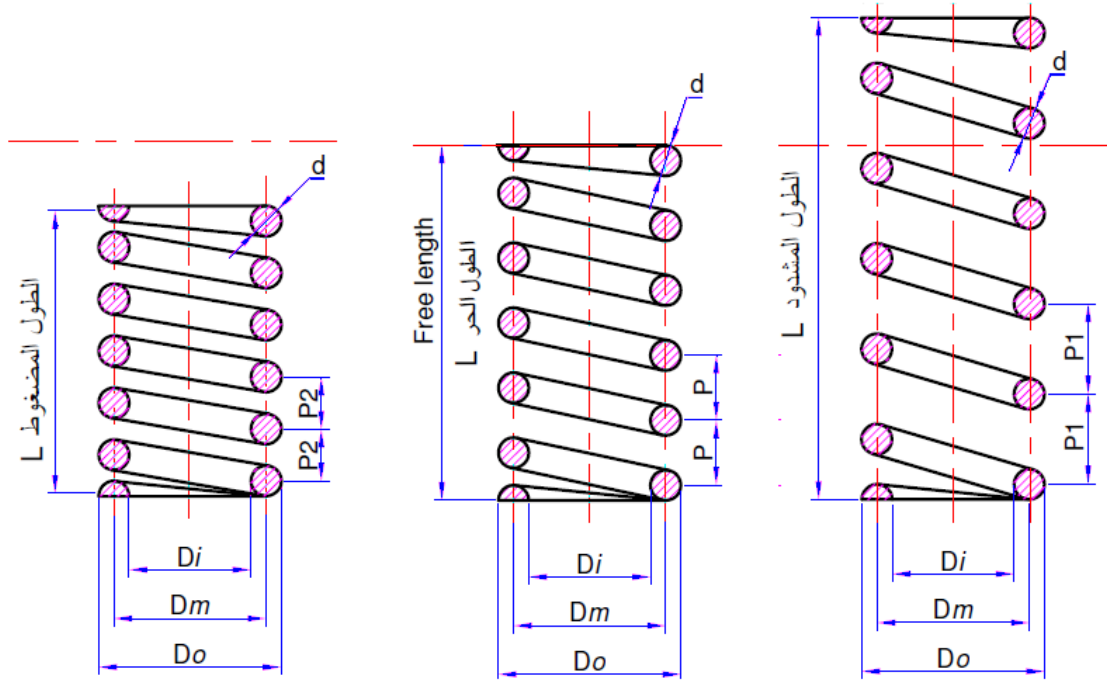 d
الطول المضغوط L
P2
P2
Di
Dm
Do
d
Free length
الطول الحر L
P
P
Di
Dm
Do
d
الطول المشدود L
P1
P1
Di
Dm
Do